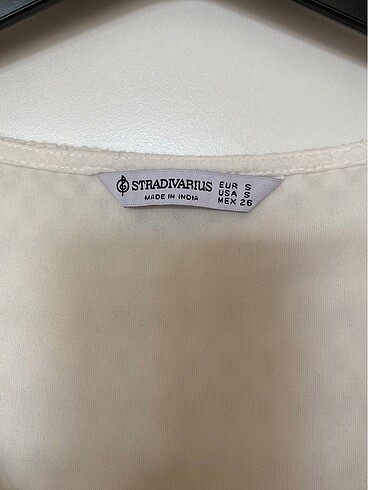 STRADIVARIUS
MADE IN INDIA
EUR S
USA S
MEX 26